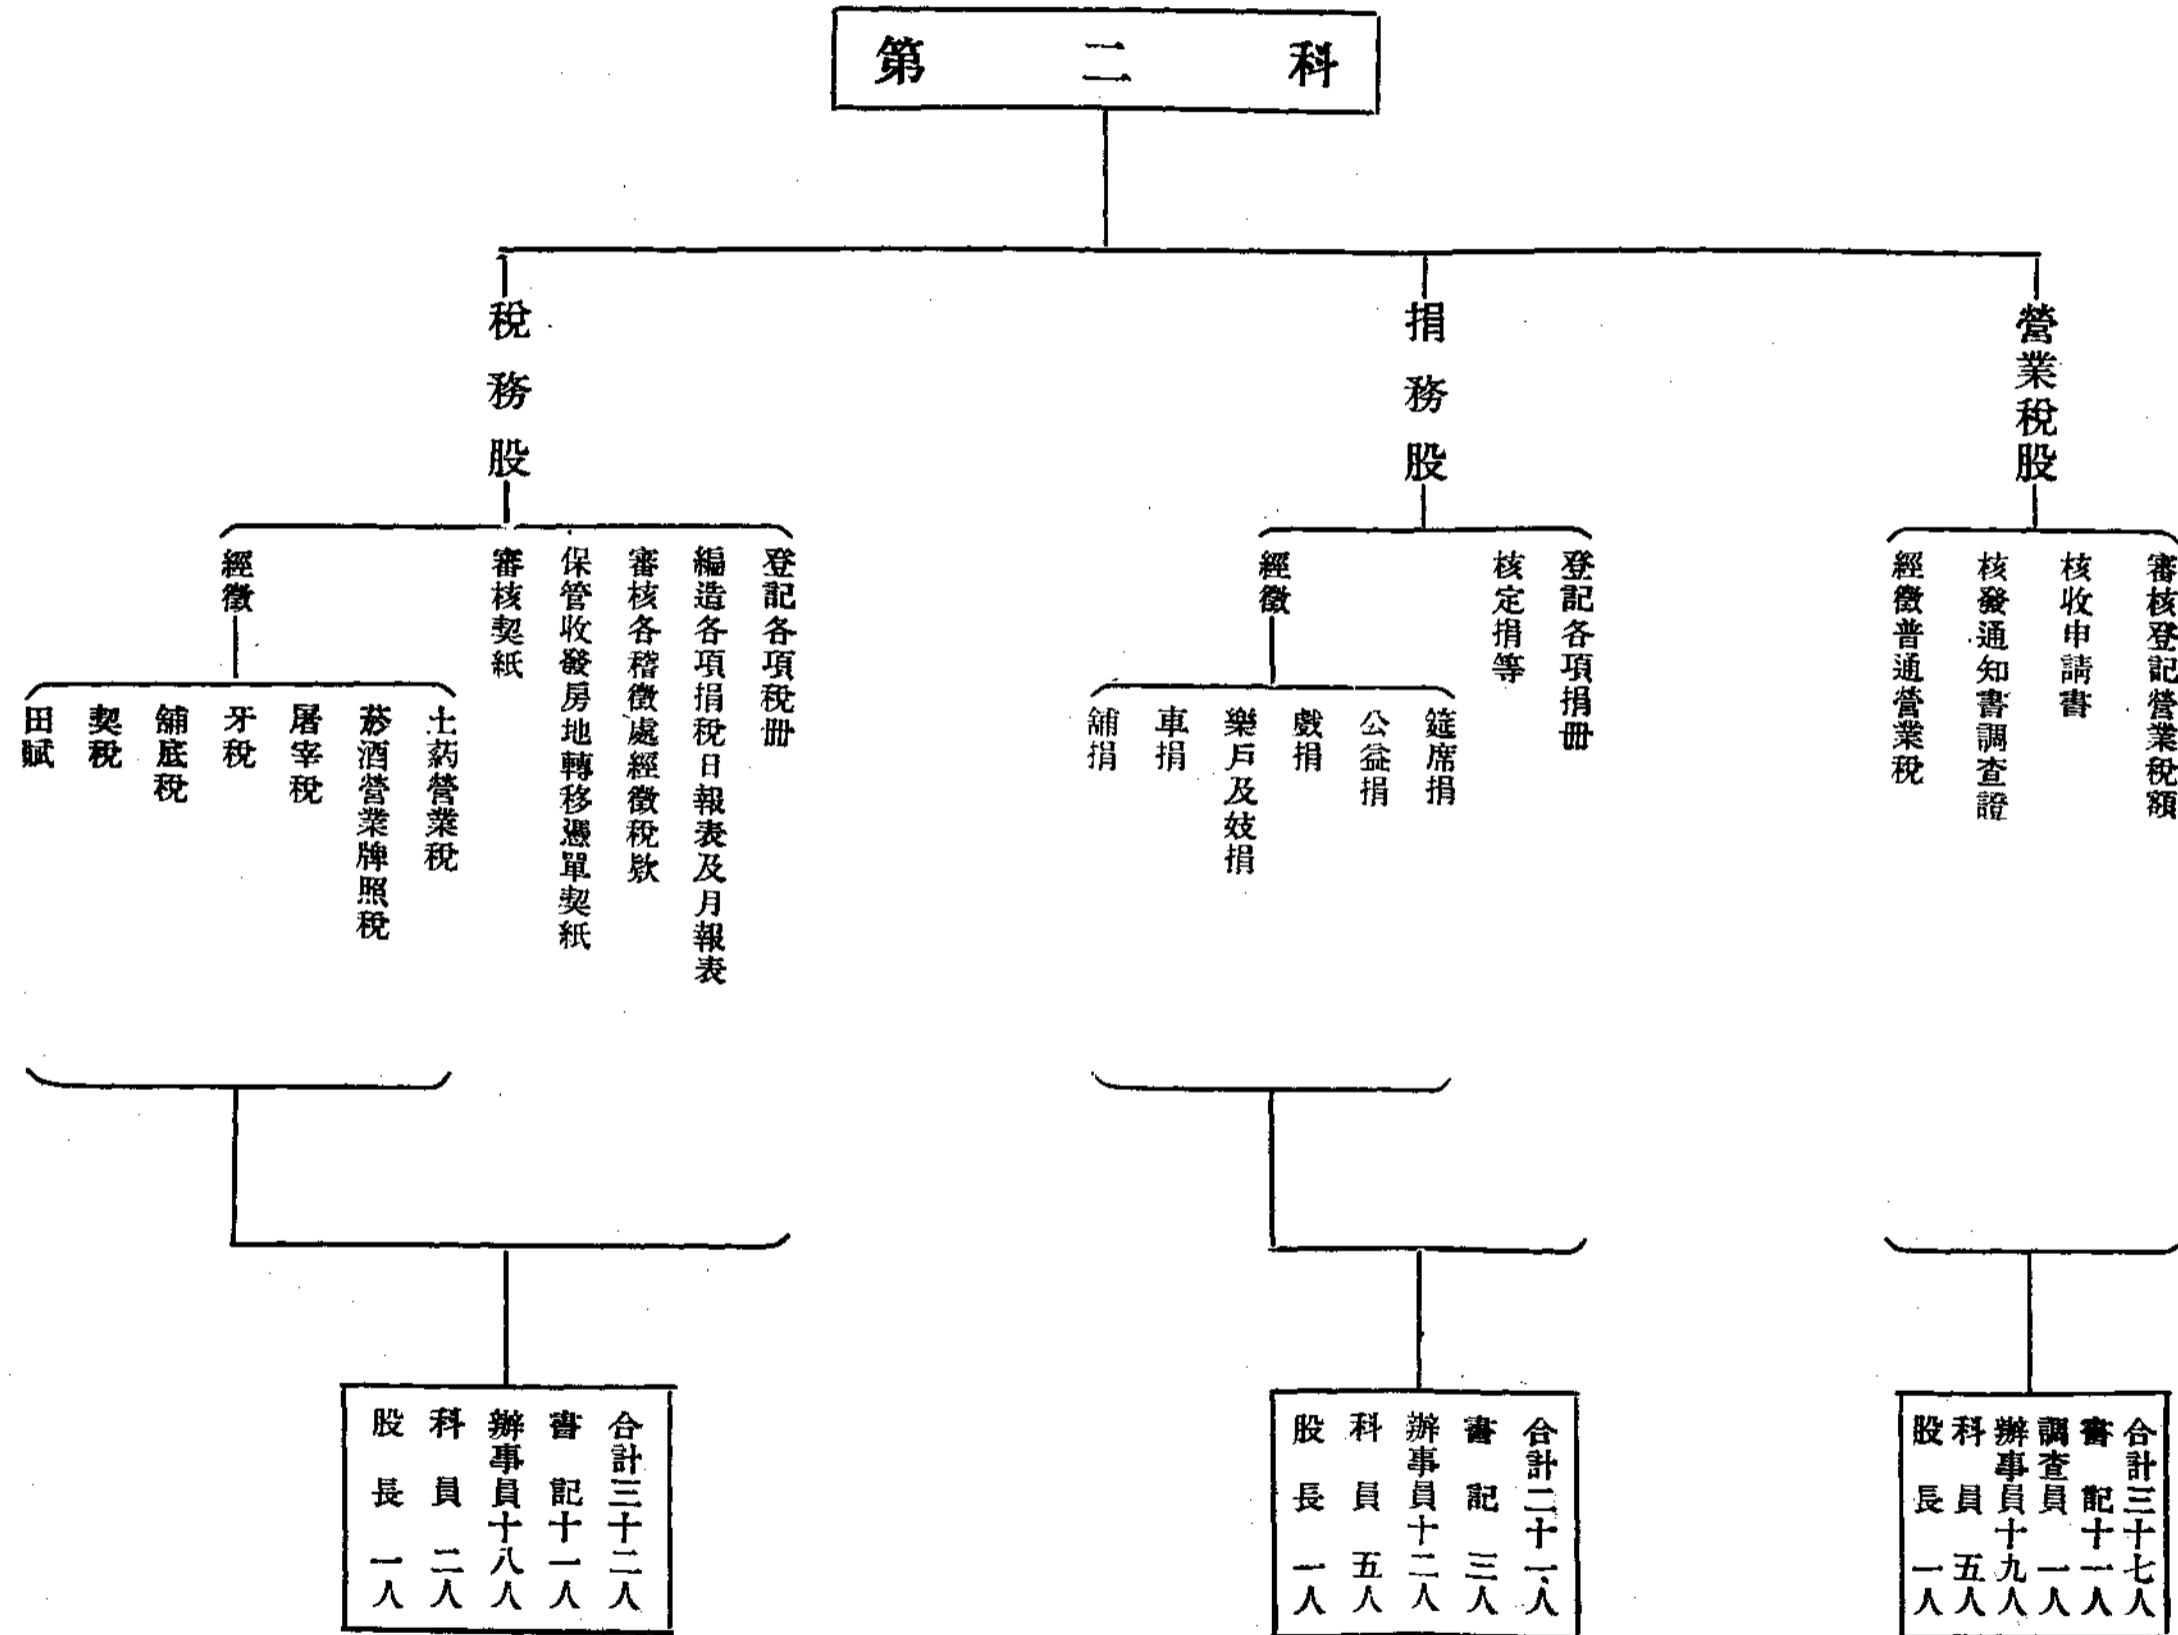 第二科
稅務股
捐務股
營業稅股
經徵
審核契紙
保管收發房地轉移憑單契紙
審核各稽徵處經徵稅欵
編造各項捐稅日報表及月報表
登記各項稅册
田賦
契稅
舖底稅
牙稅
屠宰稅
菸酒營業牌照稅
土葯營業稅
股長一人
科員二人
辦事員十八人
書記十一人
合計三十二人
經徵
核定捐等
登記各項捐册
舖捐
車捐
樂戶及妓捐
戲捐
公益捐
筵席捐
股長一人
科員五人
辦事員十二人
書記三人
合計二十一人
經徵普通營業稅
核發通知書調查證
核收申請書
審核登記營業稅額
股長一人
科員五人
辦事員十九人
調查員一人
書記十一人
合計三十七人